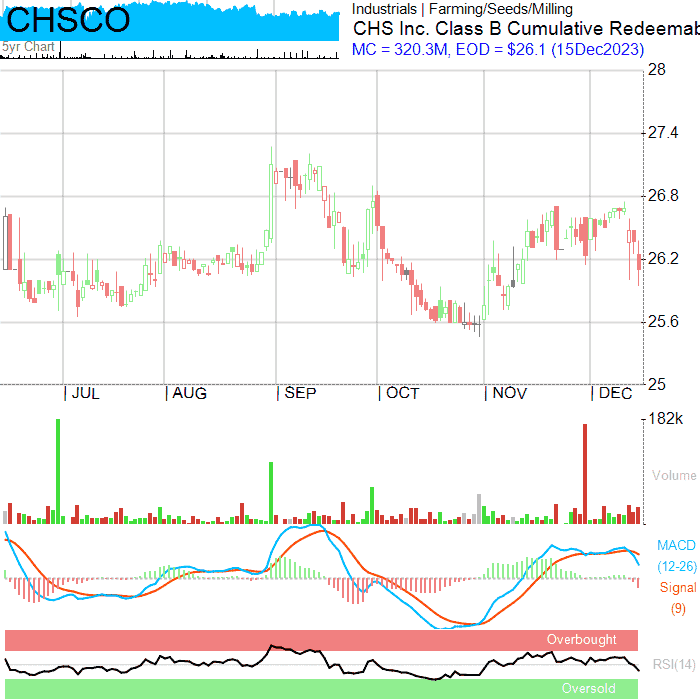 CHSCO
5yr Chart
Industrials | Farming/Seeds/Milling
CHS Inc. Class B Cumulative Redeemab
MC = 320.3M, EOD = $26.1 (15Dec2023)
28
27.4
26.8
26.2
25.6
25
JUL AUG SEP OCT NOV DEC
182k
Volume
MACD
(12-26)
Signal
(9)
Overbought
RSI(14)
Oversold